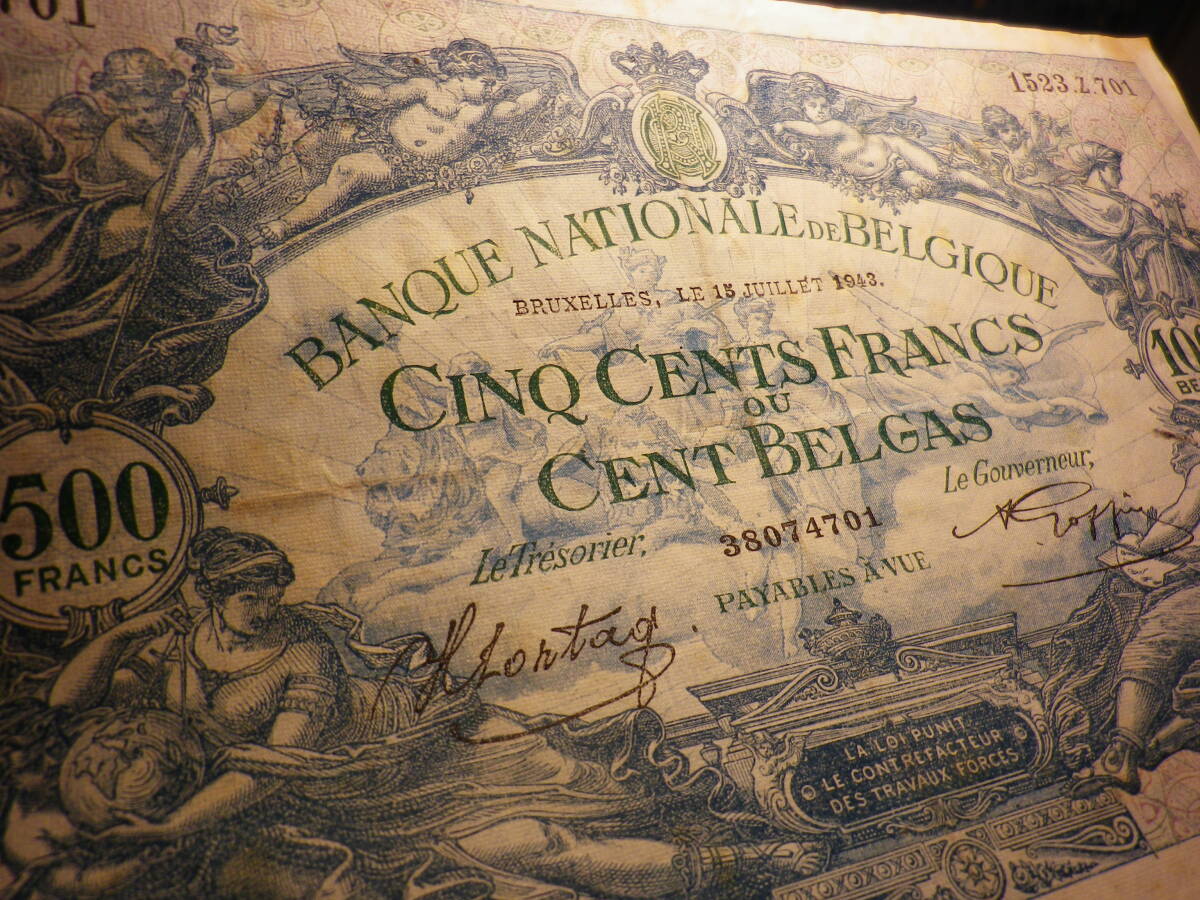 701
1523.Z.701
BANQUE NATIONALE DE BELGIQUE
BRUXELLES, LE 15 JUILLET 1943.
CINQ CENTS FRANCS
OU
CENT BELGAS
500
FRANCS
Le Trésorier,
38074701
Le Gouverneur,
PAYABLES À VUE
LA LOI PUNIT
LE CONTREFACTEUR
DES TRAVAUX FORCÉS